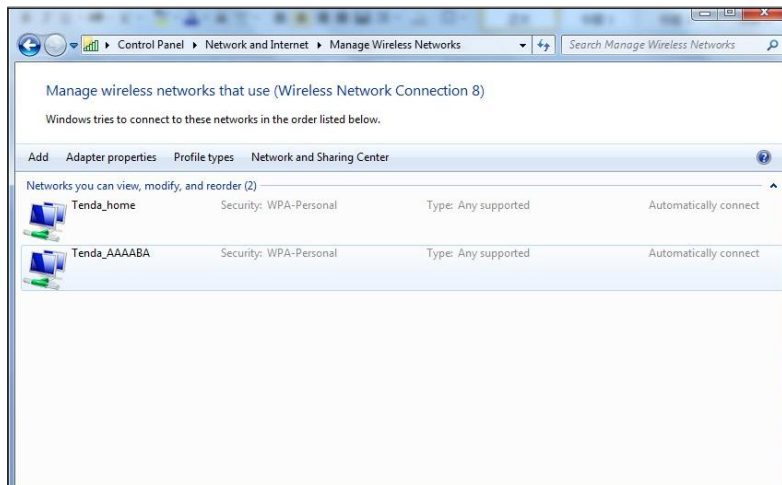 Control Panel Network and Internet Manage Wireless Networks Search Manage Wireless Networks
Manage wireless networks that use (Wireless Network Connection 8)
Windows tries to connect to these networks in the order listed below.
Add Adapter properties Profile types Network and Sharing Center
Networks you can view, modify, and reorder (2)
Tenda_home Security: WPA-Personal Type: Any supported Automatically connect
Tenda_AAAABA Security: WPA-Personal Type: Any supported Automatically connect